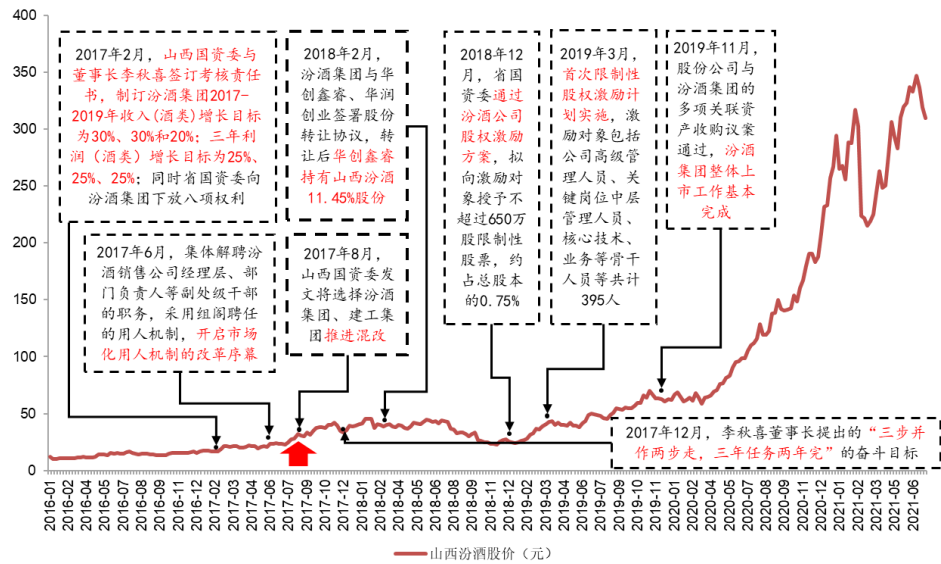 400
350
300
250
200
150
100
50
0
2017年2月，山西国资委与
董事长李秋喜签订考核责任
书，制订汾酒集团2017-
2019年收入(酒类)增长目标
为30%、30%和20%；三年利
润（酒类）增长目标为25%、
25%、25%；同时省国资委向
汾酒集团下放八项权利
2018年2月，
汾酒集团与华
创鑫睿、华润
创业签署股份
转让协议，转
让后华创鑫睿
持有山西汾酒
11.45%股份
2018年12
月，省国
资委通过
汾酒公司
股权激励
方案，拟
向激励对
象授予不
超过650万
股限制性
股票，约
占总股本
的0.75%
2019年3月，
首次限制性
股权激励计
划实施，激
励对象包括
公司高级管
理人员、关
键岗位中层
管理人员、
核心技术、
业务等骨干
人员等共计
395人
2019年11月，
股份公司与
汾酒集团的
多项关联资
产收购议案
通过，汾酒
集团整体上
市工作基本
完成
2017年6月，集体解聘汾
酒销售公司经理层、部
门负责人等副处级干部
的职务，采用组阁聘任
的用人机制，开启市场
化用人机制的改革序幕
2017年8月，
山西国资委发
文将选择汾酒
集团、建工集
团推进混改
2017年12月，李秋喜董事长提出的“三步并
作两步走，三年任务两年完”的奋斗目标
2016-01
2016-02
2016-03
2016-04
2016-06
2016-07
2016-08
2016-09
2016-11
2016-12
2017-01
2017-02
2017-04
2017-05
2017-06
2017-07
2017-09
2017-10
2017-12
2018-01
2018-02
2018-03
2018-05
2018-06
2018-07
2018-08
2018-10
2018-11
2018-12
2019-01
2019-03
2019-04
2019-05
2019-07
2019-08
2019-09
2019-10
2019-12
2020-01
2020-02
2020-04
2020-05
2020-06
2020-07
2020-08
2020-09
2020-11
2020-12
2021-01
2021-03
2021-04
2021-05
2021-06
山西汾酒股价（元）